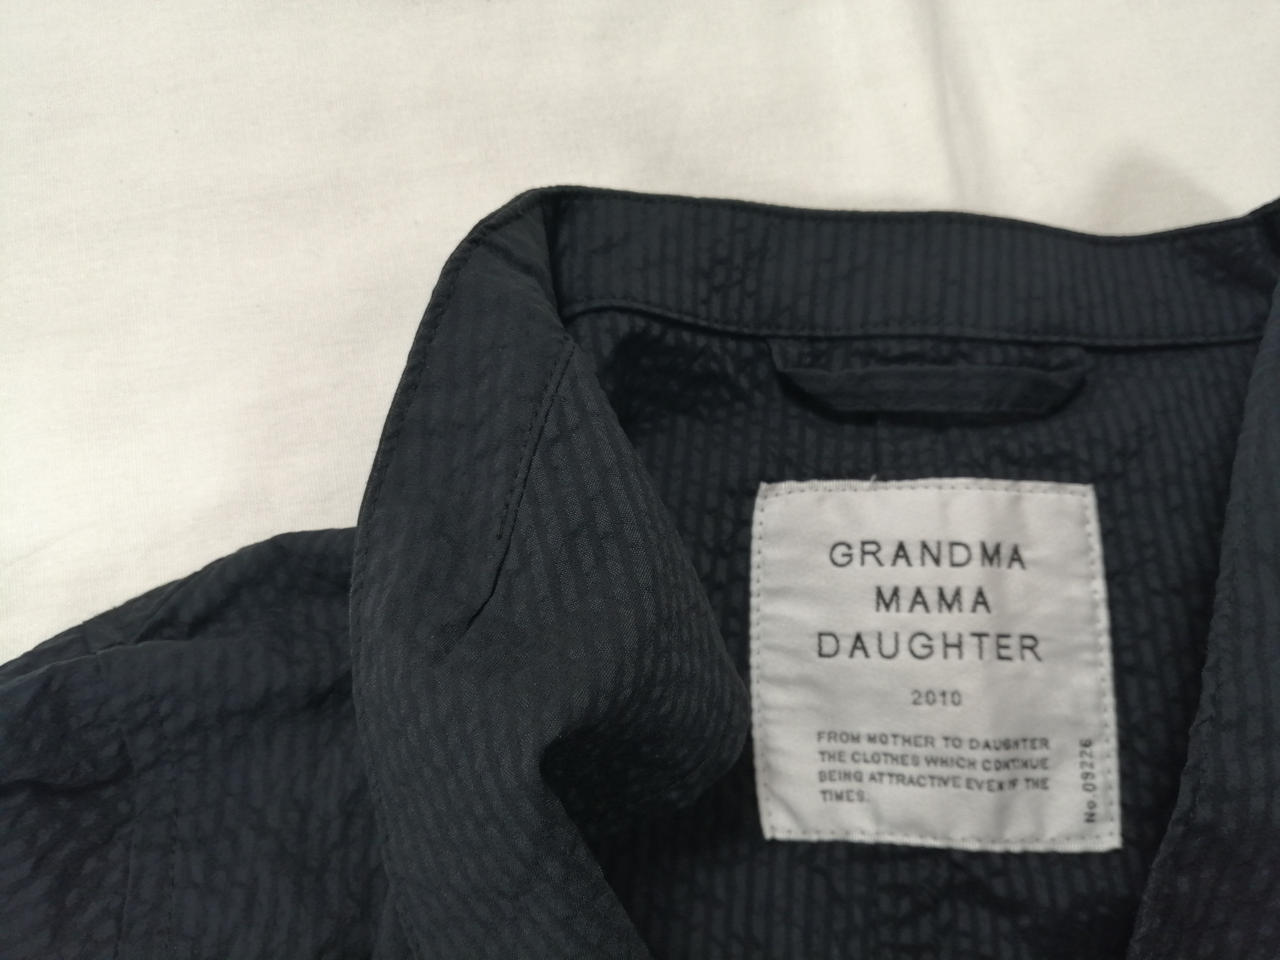 GRANDMA
MAMA
DAUGHTER
2010
FROM MOTHER TO DAUGHTER
THE CLOTHES WHICH CONTINUE
BEING ATTRACTIVE EVEN IF THE
TIMES.
No.09226